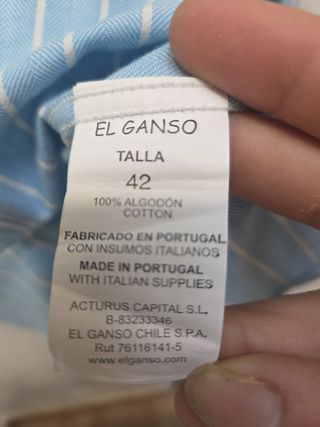 EL GANSO
TALLA
42
100% ALGODÓN
COTTON
FABRICADO EN PORTUGAL
CON INSUMOS ITALIANOS
MADE IN PORTUGAL
WITH ITALIAN SUPPLIES
ACTURUS CAPITAL S.L.
B-83233346
EL GANSO CHILE S.P.A.
Rut 76116141-5
www.elganso.com